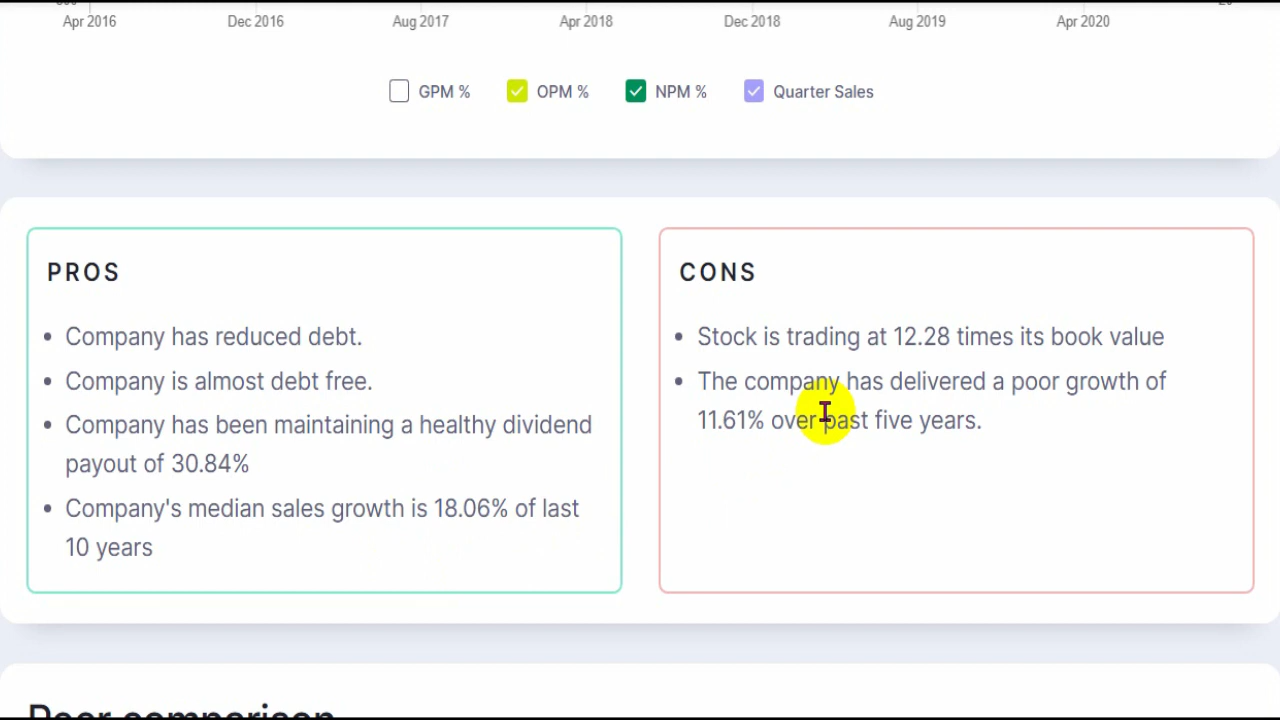 Apr 2016 Dec 2016 Aug 2017 Apr 2018 Dec 2018 Aug 2019 Apr 2020
GPM % OPM % NPM % Quarter Sales
PROS
Company has reduced debt.
Company is almost debt free.
Company has been maintaining a healthy dividend
payout of 30.84%
Company's median sales growth is 18.06% of last
10 years
CONS
Stock is trading at 12.28 times its book value
The company has delivered a poor growth of
11.61% over past five years.
Peer comparison